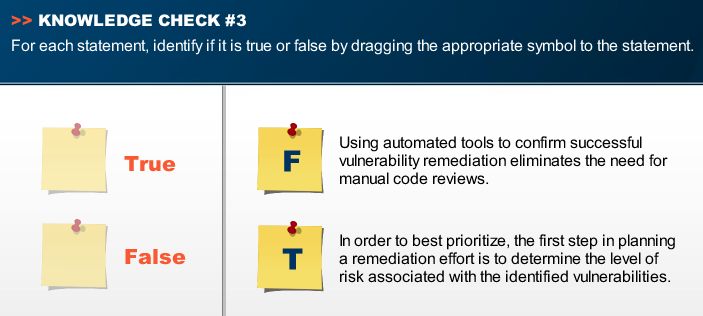 >> KNOWLEDGE CHECK #3
For each statement, identify if it is true or false by dragging the appropriate symbol to the statement.
True
False
F
Using automated tools to confirm successful
vulnerability remediation eliminates the need for
manual code reviews.
T
In order to best prioritize, the first step in planning
a remediation effort is to determine the level of
risk associated with the identified vulnerabilities.